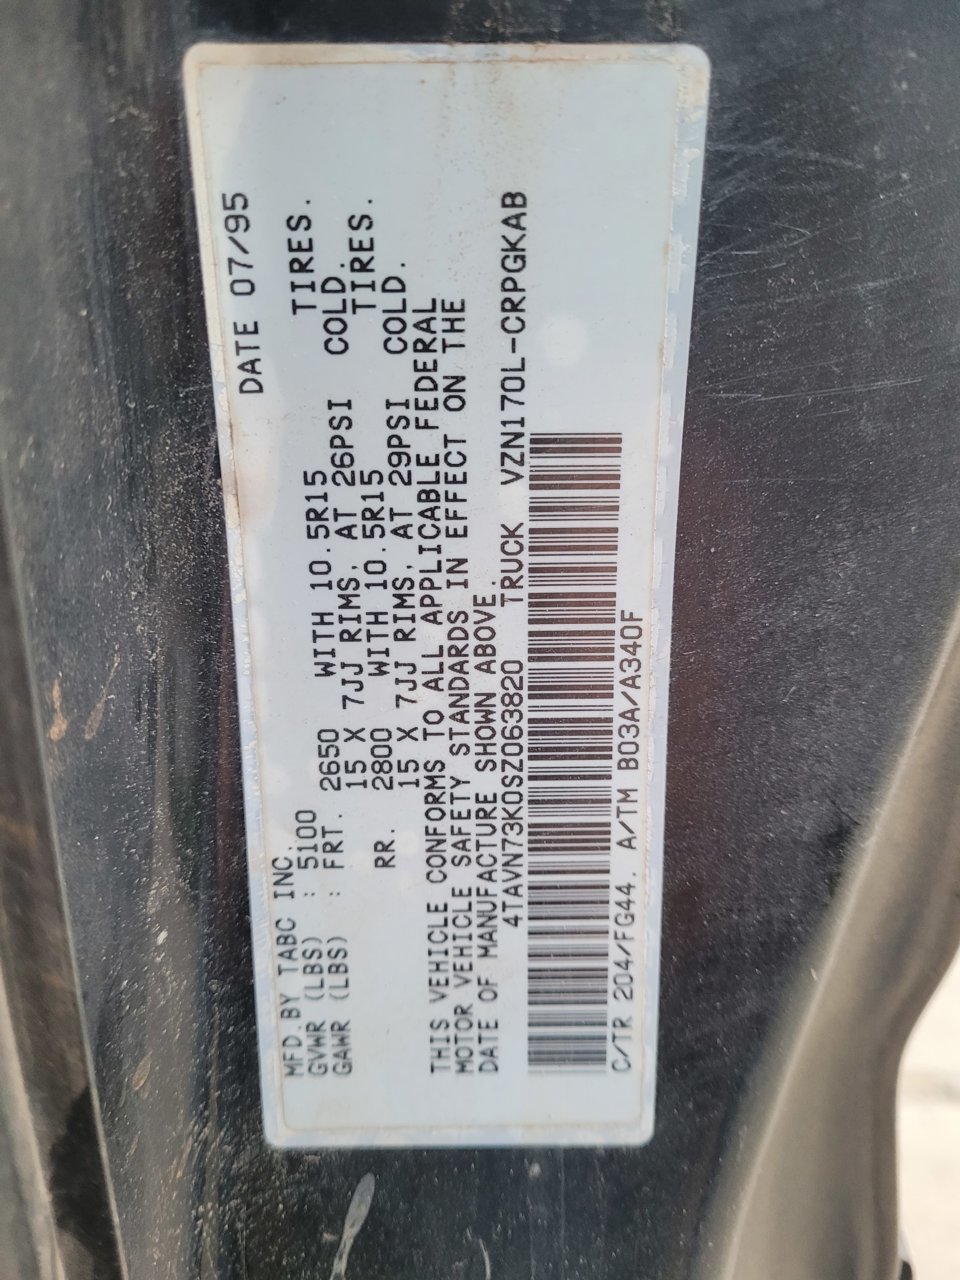 MFD.BY TABC INC. DATE 07/95
GVWR (LBS) : 5100
GAWR (LBS) : FRT. 2650 WITH 10.5R15 TIRES.
15 X 7JJ RIMS, AT 26PSI COLD.
RR. 2800 WITH 10.5R15 TIRES.
15 X 7JJ RIMS, AT 29PSI COLD.
THIS VEHICLE CONFORMS TO ALL APPLICABLE FEDERAL
MOTOR VEHICLE SAFETY STANDARDS IN EFFECT ON THE
DATE OF MANUFACTURE SHOWN ABOVE.
4TAVN73K0SZ063820 TRUCK VZN170L-CRPGKAB
C/TR 204/FG44. A/TM B03A/A340F